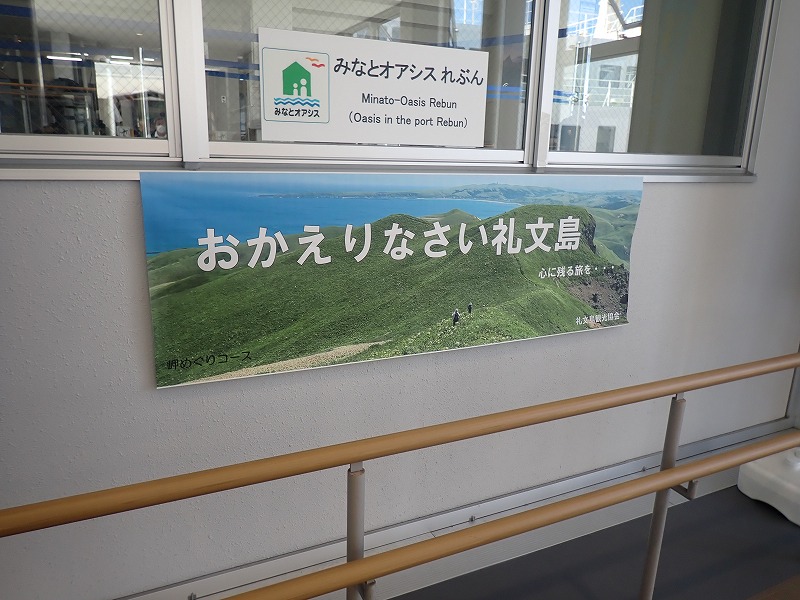 みなとオアシス
みなとオアシス れぶん
Minato-Oasis Rebun
(Oasis in the port Rebun)
おかえりなさい礼文島
心に残る旅を・・・
岬めぐりコース
礼文島観光協会